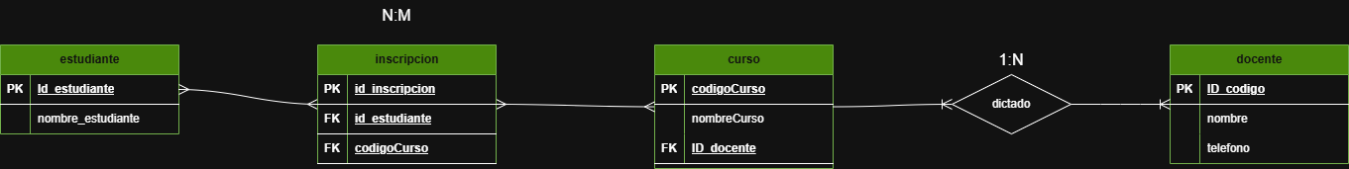 N:M
estudiante
PK Id_estudiante
nombre_estudiante
inscripcion
PK id_inscripcion
FK id_estudiante
FK codigoCurso
curso
PK codigoCurso
nombreCurso
FK ID_docente
1:N
dictado
docente
PK ID_codigo
nombre
telefono